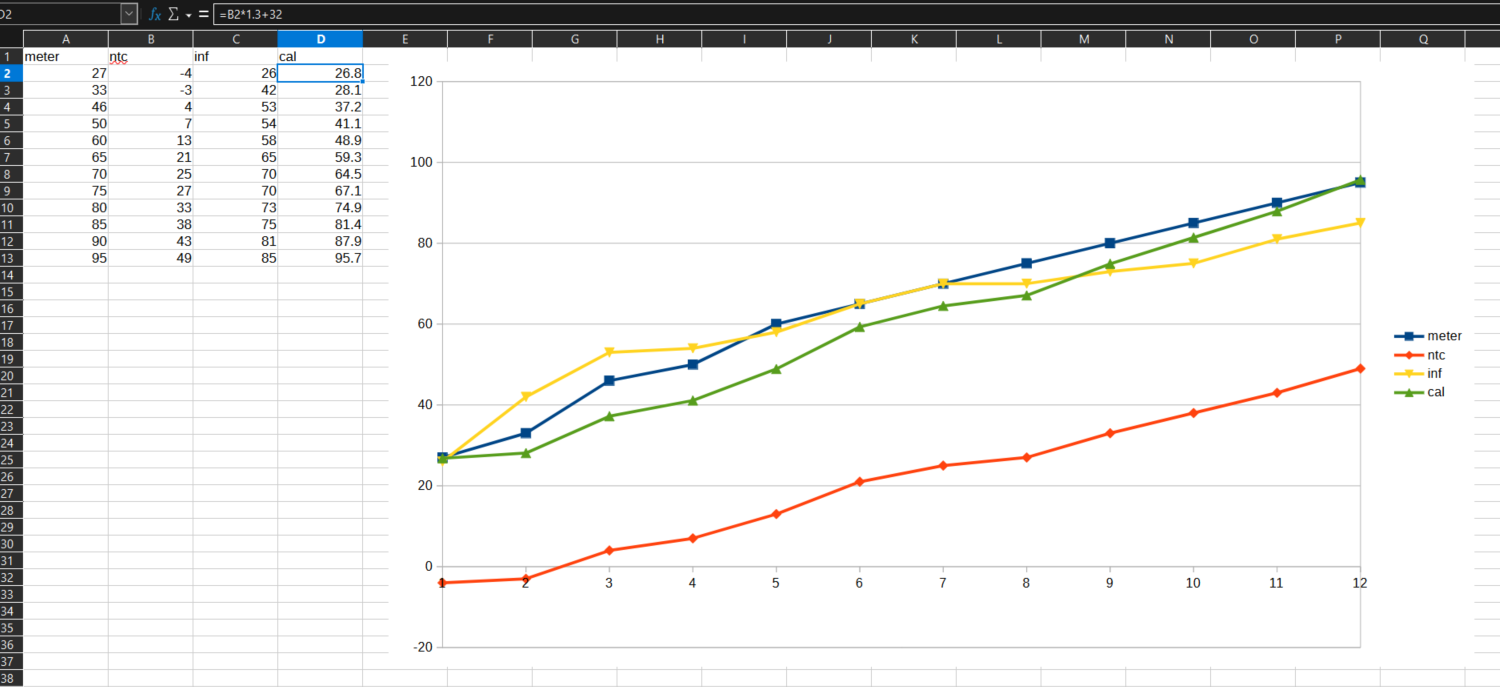 D2 fx Σ = =B2*1.3+32
A B C D E F G H I J K L M N O P Q
1 meter ntc inf cal
2 27 -4 26 26.8
3 33 -3 42 28.1
4 46 4 53 37.2
5 50 7 54 41.1
6 60 13 58 48.9
7 65 21 65 59.3
8 70 25 70 64.5
9 75 27 70 67.1
10 80 33 73 74.9
11 85 38 75 81.4
12 90 43 81 87.9
13 95 49 85 95.7
14
15
16
17
18
19
20
21
22
23
24
25
26
27
28
29
30
31
32
33
34
35
36
37
38
120
100
80
60
40
20
0
-20
1 2 3 4 5 6 7 8 9 10 11 12
meter
ntc
inf
cal